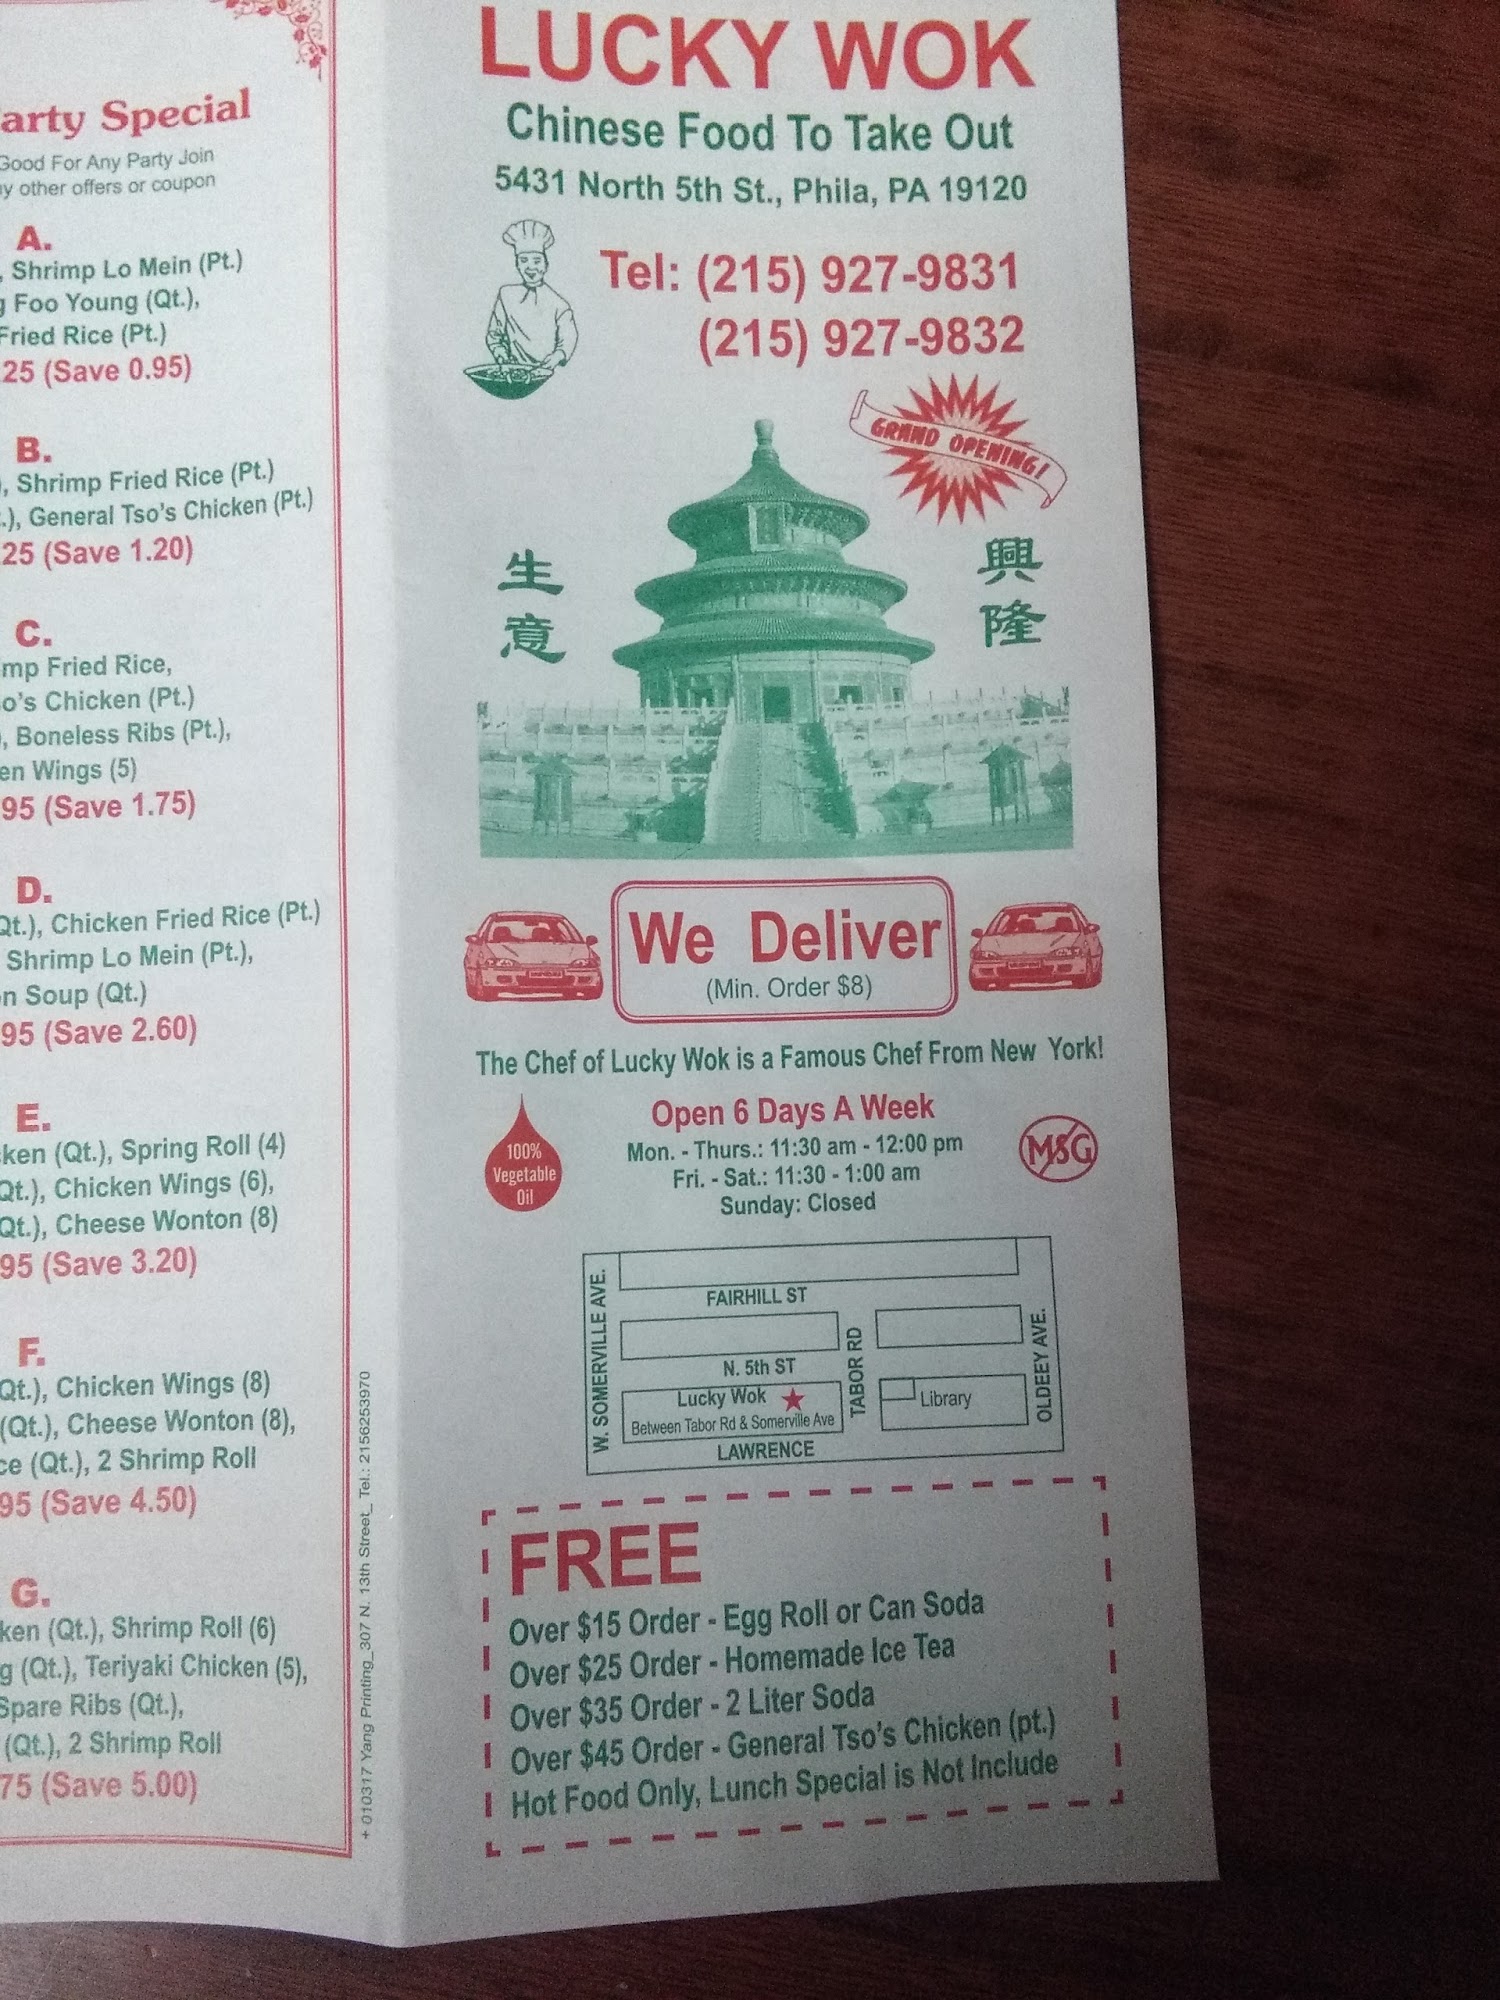 arty Special
Good For Any Party Join
y other offers or coupon
A.
, Shrimp Lo Mein (Pt.)
g Foo Young (Qt.),
Fried Rice (Pt.)
.25 (Save 0.95)
B.
), Shrimp Fried Rice (Pt.)
.), General Tso's Chicken (Pt.)
25 (Save 1.20)
C.
mp Fried Rice,
o's Chicken (Pt.)
), Boneless Ribs (Pt.),
en Wings (5)
95 (Save 1.75)
D.
Qt.), Chicken Fried Rice (Pt.)
Shrimp Lo Mein (Pt.),
n Soup (Qt.)
95 (Save 2.60)
E.
ken (Qt.), Spring Roll (4)
Qt.), Chicken Wings (6),
Qt.), Cheese Wonton (8)
95 (Save 3.20)
F.
Qt.), Chicken Wings (8)
(Qt.), Cheese Wonton (8),
ce (Qt.), 2 Shrimp Roll
95 (Save 4.50)
G.
ken (Qt.), Shrimp Roll (6)
g (Qt.), Teriyaki Chicken (5),
Spare Ribs (Qt.),
(Qt.), 2 Shrimp Roll
75 (Save 5.00)
+ 010317 Yang Printing_307 N. 13th Street_ Tel.: 2156253970
LUCKY WOK
Chinese Food To Take Out
5431 North 5th St., Phila, PA 19120
Tel: (215) 927-9831
(215) 927-9832
GRAND OPENING!
生意
興隆
We Deliver
(Min. Order $8)
The Chef of Lucky Wok is a Famous Chef From New York!
100%
Vegetable
Oil
Open 6 Days A Week
Mon. - Thurs.: 11:30 am - 12:00 pm
Fri. - Sat.: 11:30 - 1:00 am
Sunday: Closed
MSG
W. SOMERVILLE AVE.
FAIRHILL ST
N. 5th ST
Lucky Wok
Between Tabor Rd & Somerville Ave
LAWRENCE
TABOR RD
Library
OLDEEY AVE.
FREE
Over $15 Order - Egg Roll or Can Soda
Over $25 Order - Homemade Ice Tea
Over $35 Order - 2 Liter Soda
Over $45 Order - General Tso's Chicken (pt.)
Hot Food Only, Lunch Special is Not Include